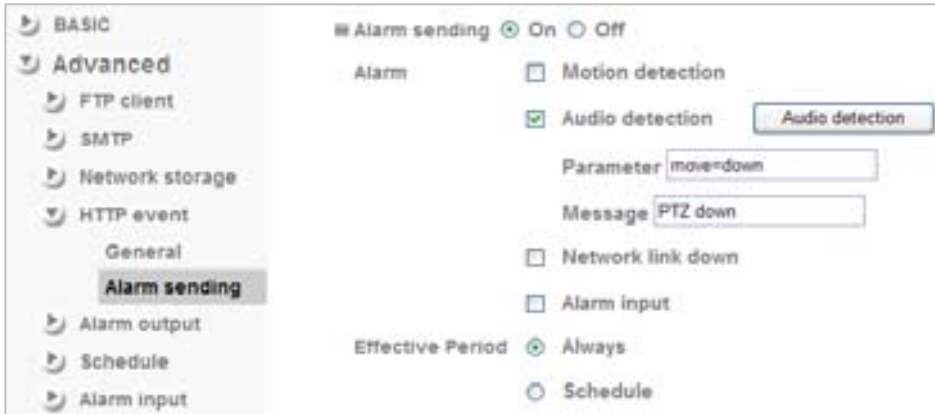 BASIC
Advanced
FTP client
SMTP
Network storage
HTTP event
General
Alarm sending
Alarm output
Schedule
Alarm input
Alarm sending On Off
Alarm Motion detection
Audio detection Audio detection
Parameter move=down
Message PTZ down
Network link down
Alarm input
Effective Period Always
Schedule